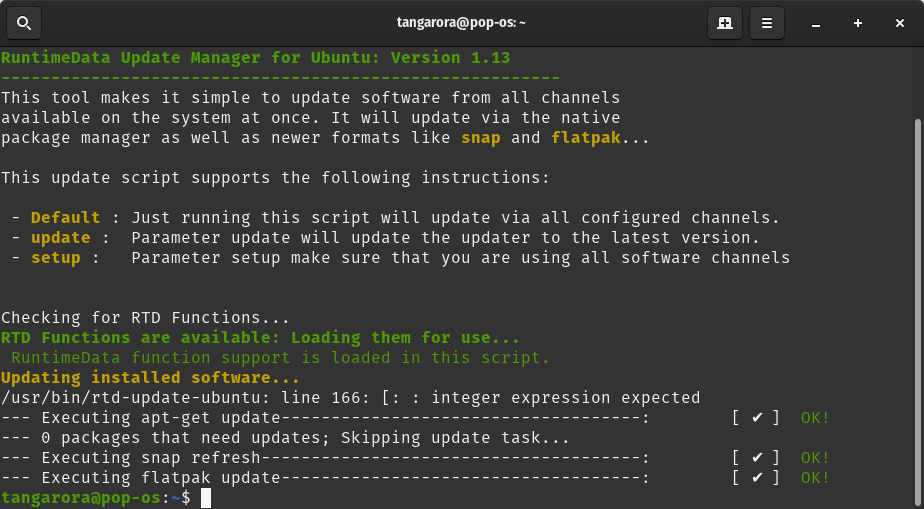 tangarora@pop-os: ~
RuntimeData Update Manager for Ubuntu: Version 1.13
--------------------------------------------------------
This tool makes it simple to update software from all channels
available on the system at once. It will update via the native
package manager as well as newer formats like snap and flatpak...
This update script supports the following instructions:
- Default : Just running this script will update via all configured channels.
- update :  Parameter update will update the updater to the latest version.
- setup :   Parameter setup make sure that you are using all software channels
Checking for RTD Functions...
RTD Functions are available: Loading them for use...
RuntimeData function support is loaded in this script.
Updating installed software...
/usr/bin/rtd-update-ubuntu: line 166: [: : integer expression expected
--- Executing apt-get update------------------------------------:        [ ✔ ]  OK!
--- 0 packages that need updates; Skipping update task...
--- Executing snap refresh--------------------------------------:        [ ✔ ]  OK!
--- Executing flatpak update------------------------------------:        [ ✔ ]  OK!
tangarora@pop-os:~$